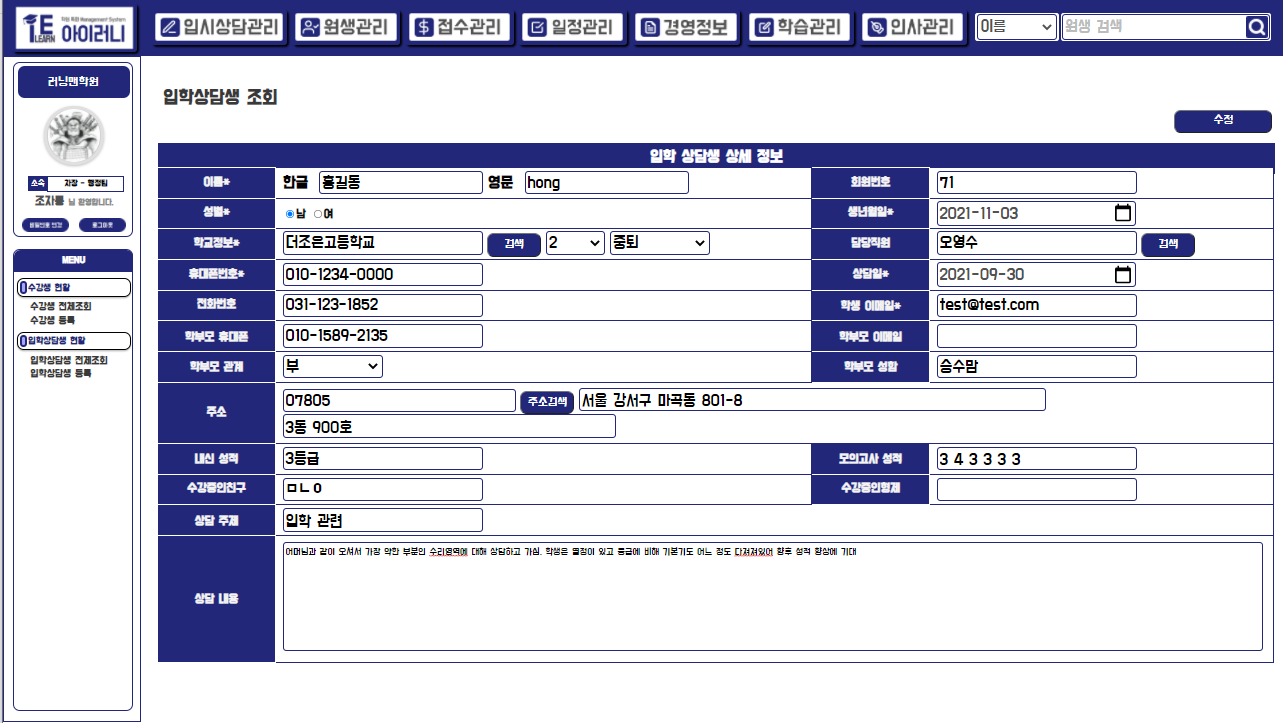 학원 회원 Management System
1E LEARN 아이러니
입시상담관리 원생관리 접수관리 일정관리 경영정보 학습관리 인사관리 이름 원생 검색
러닝맨학원
소속 차장 - 행정팀
조자룡 님 환영합니다.
비밀번호 변경 로그아웃
MENU
수강생 현황
수강생 전체조회
수강생 등록
입학상담생 현황
입학상담생 전체조회
입학상담생 등록
입학상담생 조회
수정
입학 상담생 상세 정보
이름* 한글 홍길동 영문 hong 회원번호 71
성별* 남 여 생년월일* 2021-11-03
학교정보* 더조은고등학교 검색 2 중퇴 담당직원 오영수 검색
휴대폰번호* 010-1234-0000 상담일* 2021-09-30
전화번호 031-123-1852 학생 이메일* test@test.com
학부모 휴대폰 010-1589-2135 학부모 이메일
학부모 관계 부 학부모 성함 승수맘
주소 07805 주소검색 서울 강서구 마곡동 801-8
3동 900호
내신 성적 3등급 모의고사 성적 3 4 3 3 3 3
수강중인친구 ㅁㄴㅇ 수강중인형제
상담 주제 입학 관련
상담 내용 어머님과 같이 오셔서 가장 약한 부분인 수리영역에 대해 상담하고 가심. 학생은 열정이 있고 등급에 비해 기본기도 어느 정도 다져져있어 향후 성적 향상에 기대